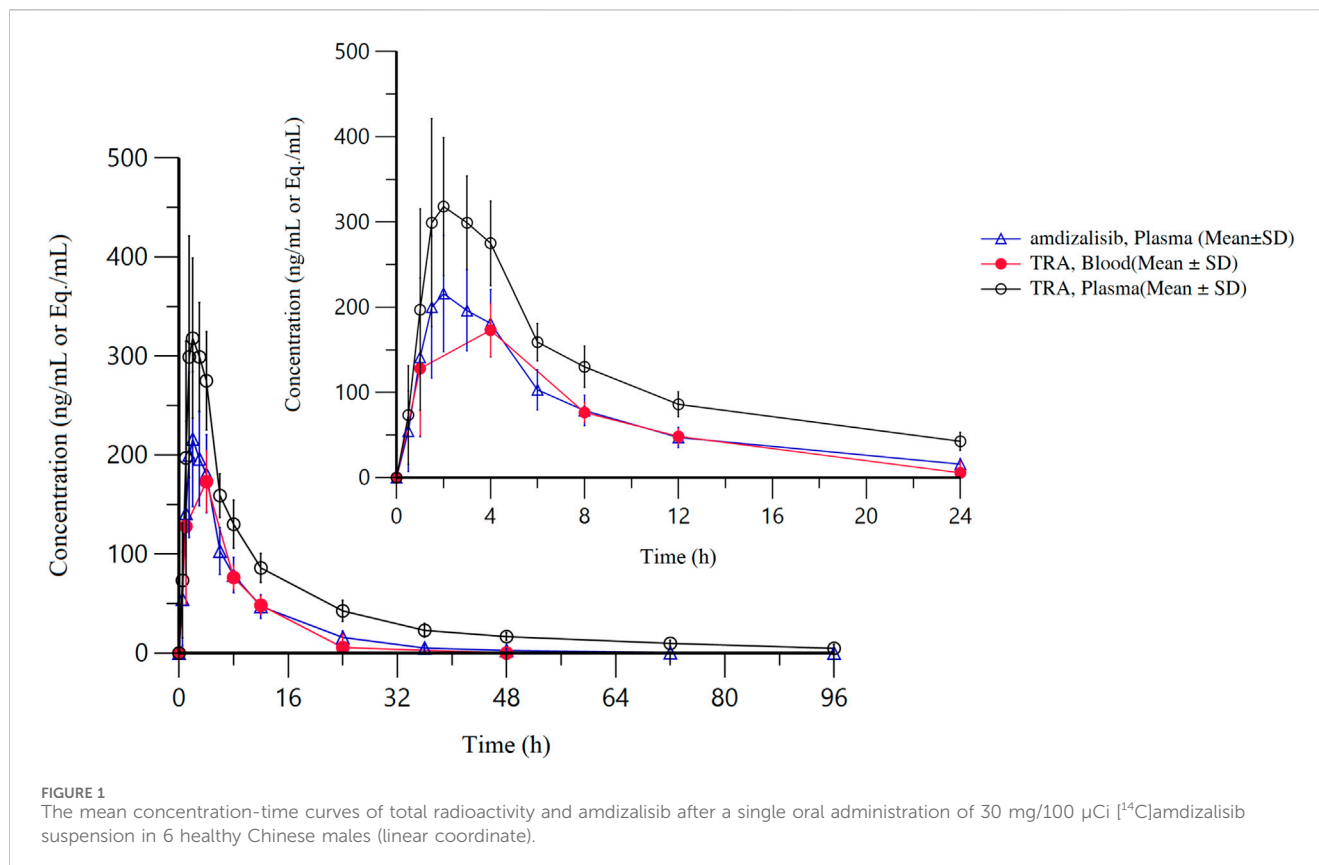 500
400
300
200
100
0
Concentration (ng/mL or Eq./mL)
0 4 8 12 16 20 24
Time (h)
amdizalisib, Plasma (Mean±SD)
TRA, Blood(Mean ± SD)
TRA, Plasma(Mean ± SD)
500
400
300
200
100
0
Concentration (ng/mL or Eq./mL)
0 16 32 48 64 80 96
Time (h)
FIGURE 1
The mean concentration-time curves of total radioactivity and amdizalisib after a single oral administration of 30 mg/100 μCi [¹⁴C]amdizalisib
suspension in 6 healthy Chinese males (linear coordinate).